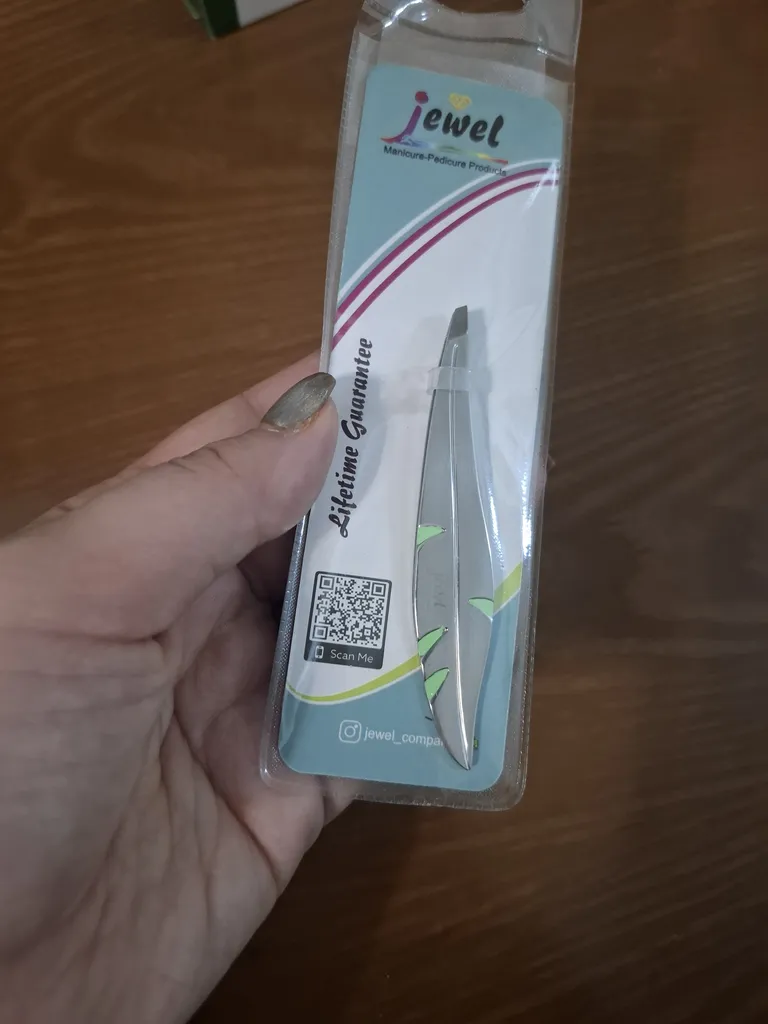 jewel
Manicure-Pedicure Products
Lifetime Guarantee
Scan Me